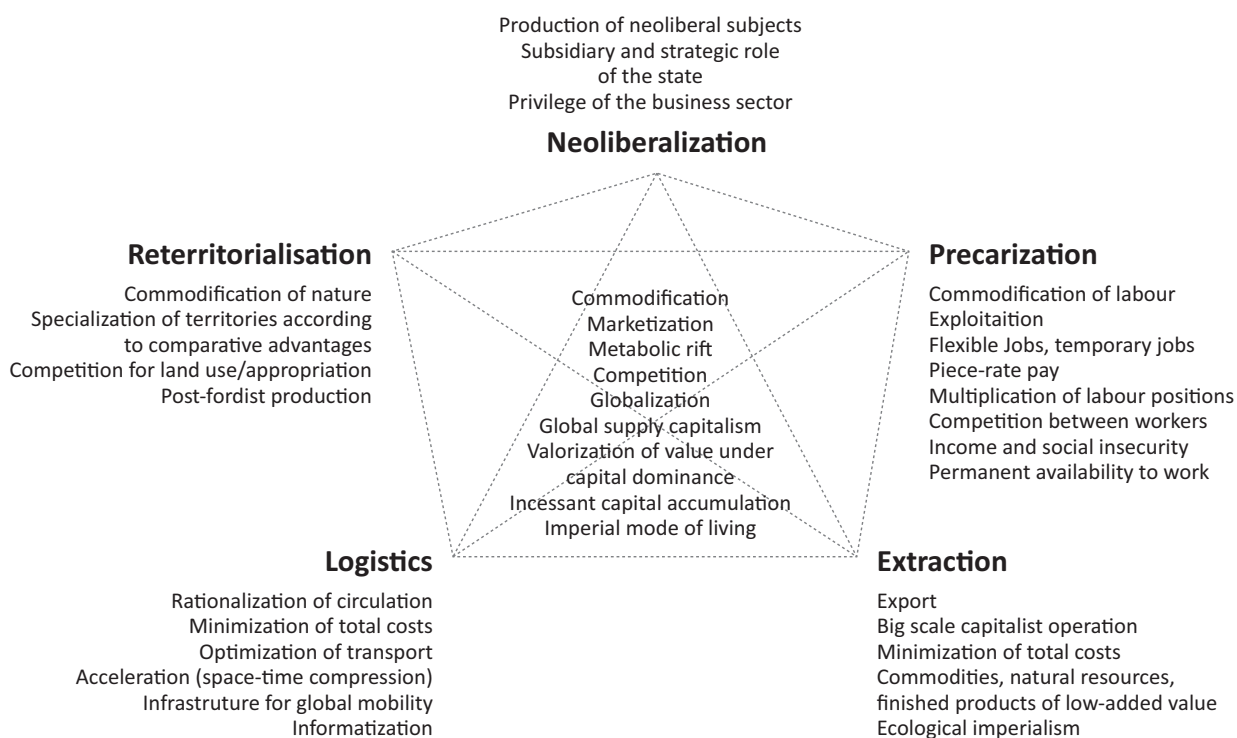 Production of neoliberal subjects
Subsidiary and strategic role
of the state
Privilege of the business sector
Neoliberalization
Reterritorialisation
Commodification of nature
Specialization of territories according
to comparative advantages
Competition for land use/appropriation
Post-fordist production
Precarization
Commodification of labour
Exploitaition
Flexible Jobs, temporary jobs
Piece-rate pay
Multiplication of labour positions
Competition between workers
Income and social insecurity
Permanent availability to work
Commodification
Marketization
Metabolic rift
Competition
Globalization
Global supply capitalism
Valorization of value under
capital dominance
Incessant capital accumulation
Imperial mode of living
Logistics
Rationalization of circulation
Minimization of total costs
Optimization of transport
Acceleration (space-time compression)
Infrastruture for global mobility
Informatization
Extraction
Export
Big scale capitalist operation
Minimization of total costs
Commodities, natural resources,
finished products of low-added value
Ecological imperialism